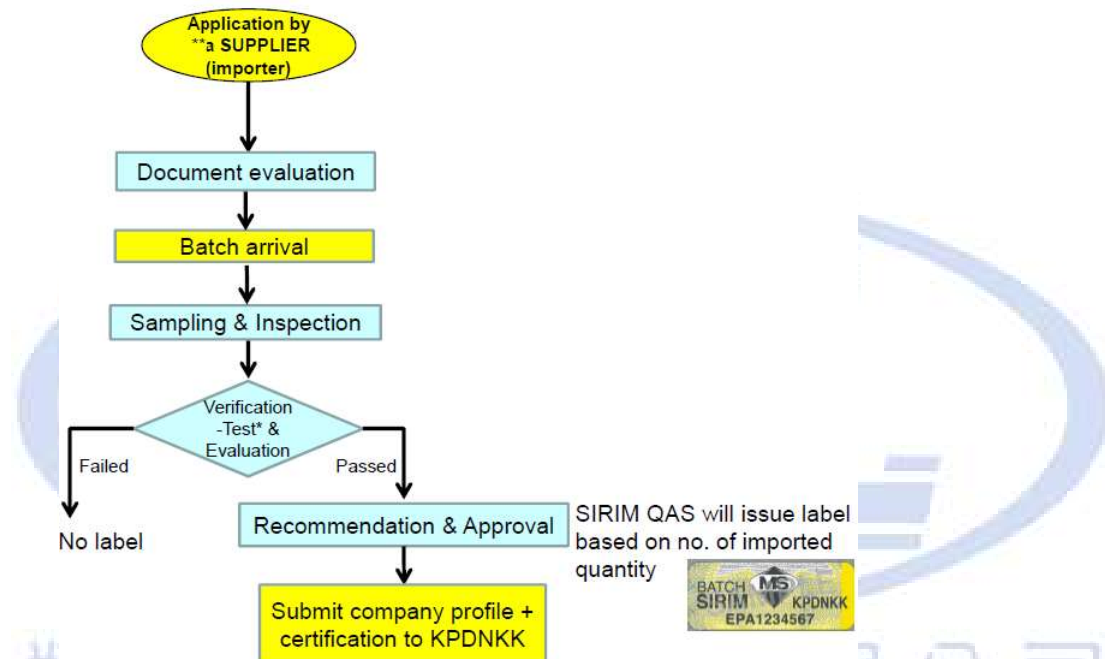 Application by
**a SUPPLIER
(importer)
Document evaluation
Batch arrival
Sampling & Inspection
Verification
-Test* &
Evaluation
Failed
Passed
No label
Recommendation & Approval
SIRIM QAS will issue label
based on no. of imported
quantity
BATCH
MS
SIRIM
KPDNKK
EPA1234567
Submit company profile +
certification to KPDNKK